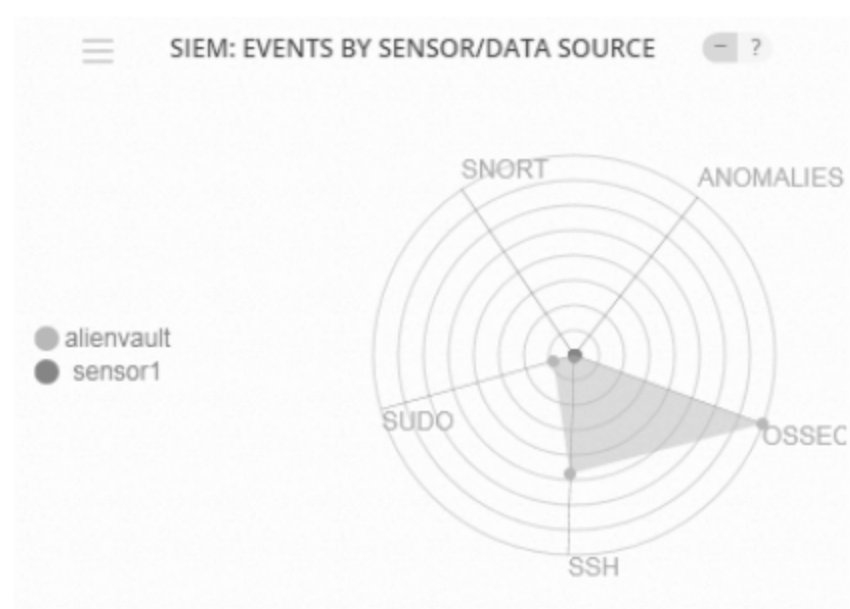 SIEM: EVENTS BY SENSOR/DATA SOURCE
− ?
SNORT
ANOMALIES
alienvault
sensor1
SUDO
OSSEC
SSH